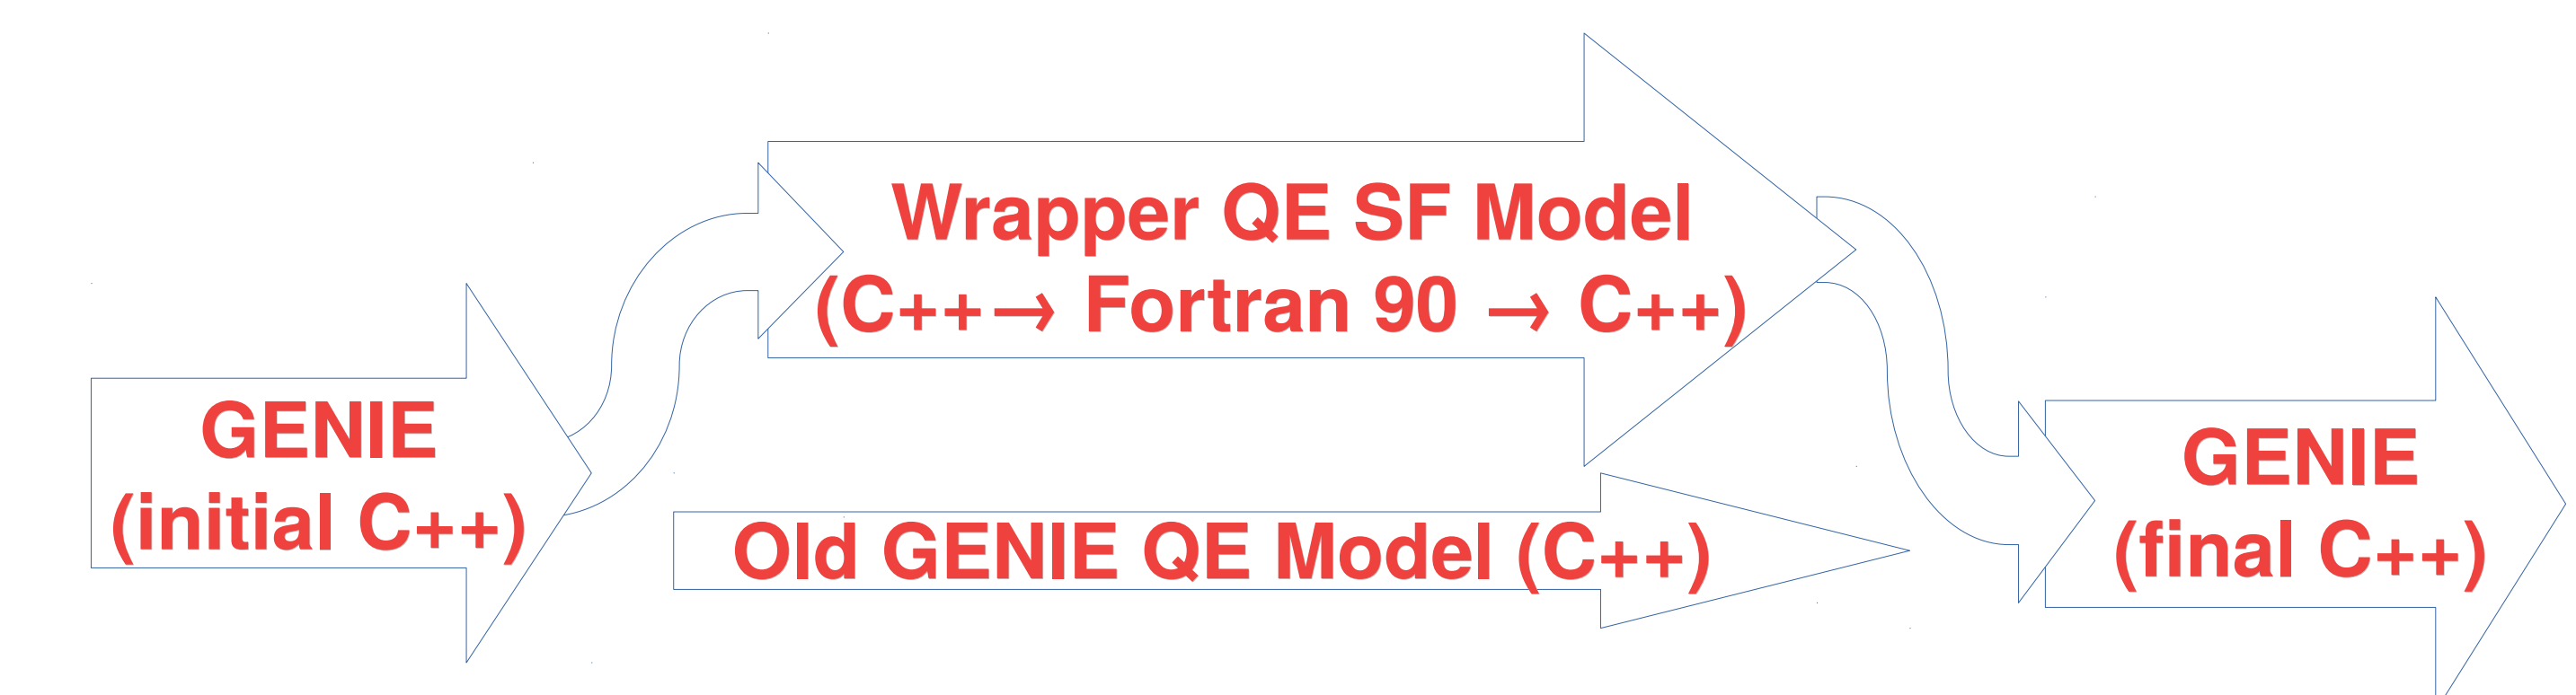 GENIE
(initial C++)
Wrapper QE SF Model
(C++→ Fortran 90 → C++)
Old GENIE QE Model (C++)
GENIE
(final C++)